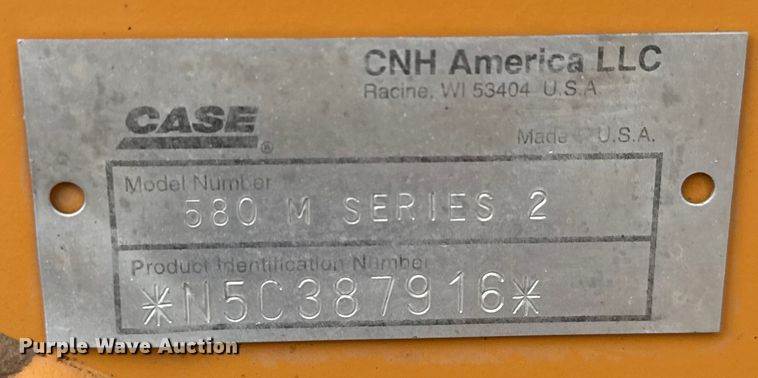 CNH America LLC
Racine, WI 53404 U.S.A.
CASE
®
Made U.S.A.
Model Number
580 M SERIES 2
Product Identification Number
*N5C387916*
Purple Wave Auction